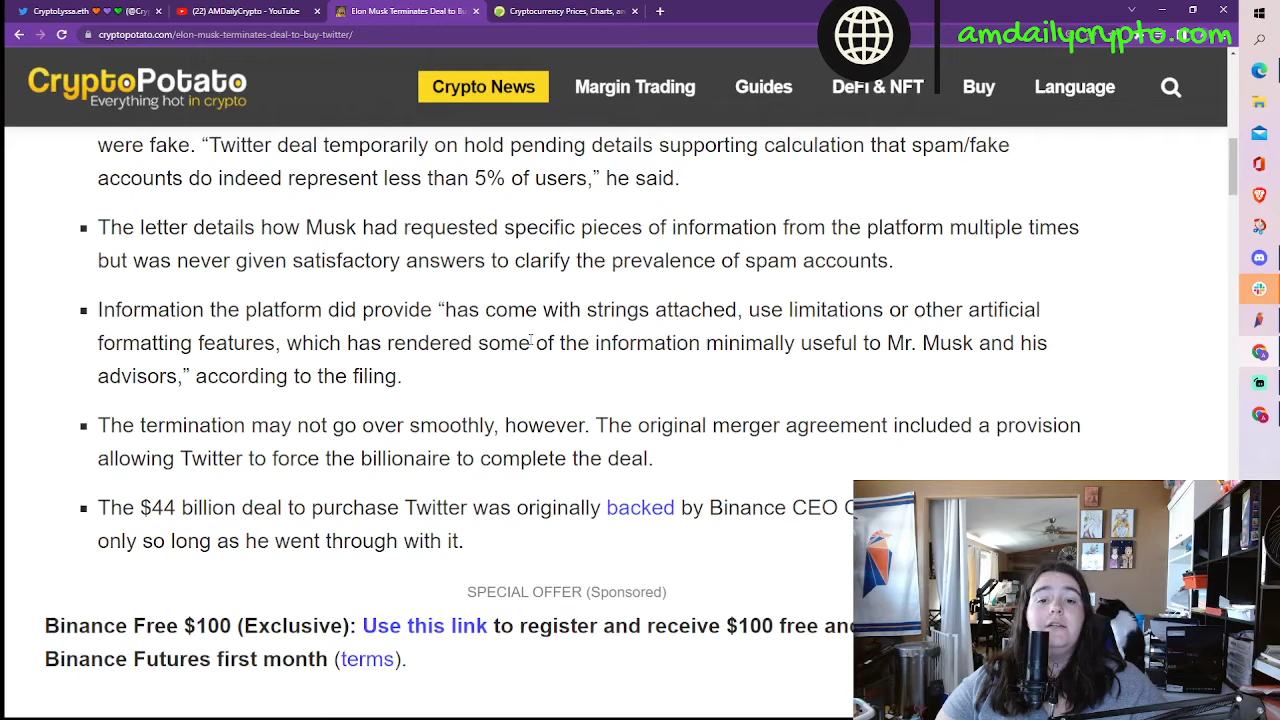 CryptoLyssa.eth
(22) AMDailyCrypto - YouTube
Elon Musk Terminates Deal to Bu
Cryptocurrency Prices, Charts, an
cryptopotato.com/elon-musk-terminates-deal-to-buy-twitter/
amdailycrypto.com
CryptoPotato
Everything hot in crypto
Crypto News
Margin Trading
Guides
DeFi & NFT
Buy
Language
were fake. “Twitter deal temporarily on hold pending details supporting calculation that spam/fake
accounts do indeed represent less than 5% of users,” he said.
The letter details how Musk had requested specific pieces of information from the platform multiple times
but was never given satisfactory answers to clarify the prevalence of spam accounts.
Information the platform did provide “has come with strings attached, use limitations or other artificial
formatting features, which has rendered some of the information minimally useful to Mr. Musk and his
advisors,” according to the filing.
The termination may not go over smoothly, however. The original merger agreement included a provision
allowing Twitter to force the billionaire to complete the deal.
The $44 billion deal to purchase Twitter was originally backed by Binance CEO
only so long as he went through with it.
SPECIAL OFFER (Sponsored)
Binance Free $100 (Exclusive): Use this link to register and receive $100 free and
Binance Futures first month (terms).